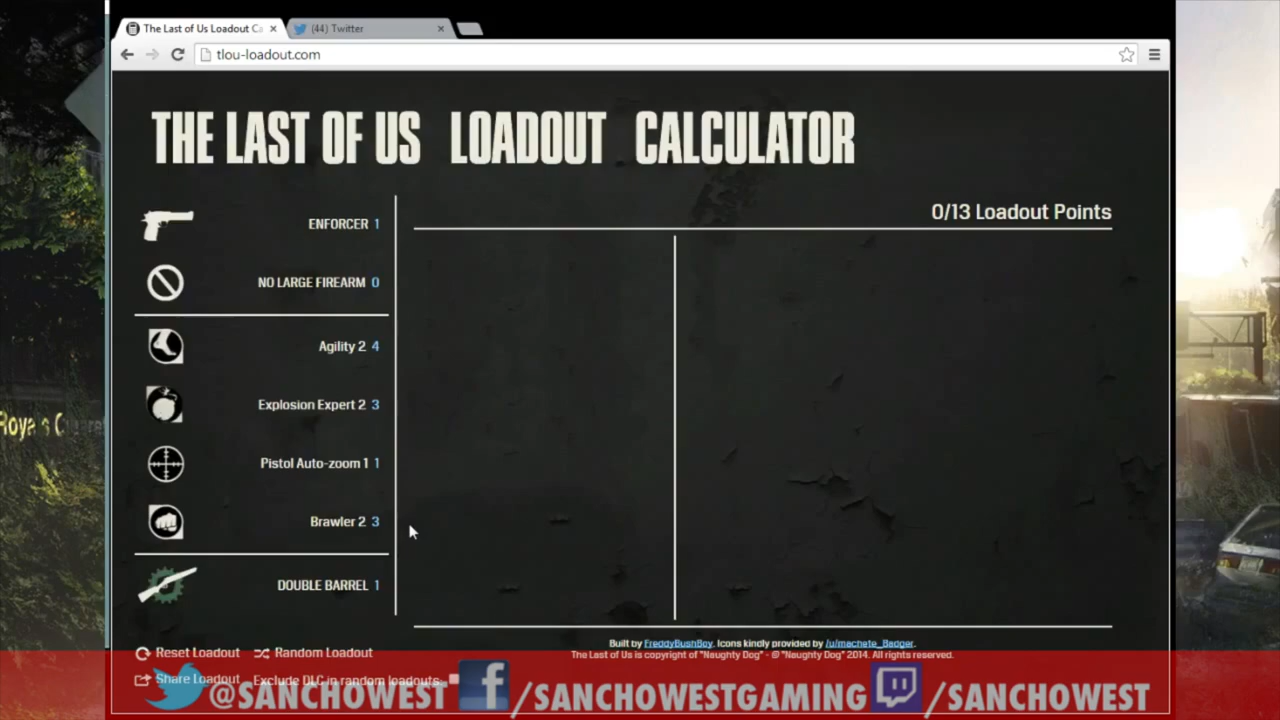 The Last of Us Loadout Ca
(44) Twitter
tlou-loadout.com
THE LAST OF US LOADOUT CALCULATOR
0/13 Loadout Points
ENFORCER 1
NO LARGE FIREARM 0
Agility 2 4
Explosion Expert 2 3
Pistol Auto-zoom 1 1
Brawler 2 3
DOUBLE BARREL 1
Built by FreddyBushBoy. Icons kindly provided by /u/machete_Badger.
The Last of Us is copyright of "Naughty Dog" - @ "Naughty Dog" 2014. All rights reserved.
Reset Loadout Random Loadout
Share Loadout Exclude DLC in random loadouts:
@SANCHOWEST /SANCHOWESTGAMING /SANCHOWEST